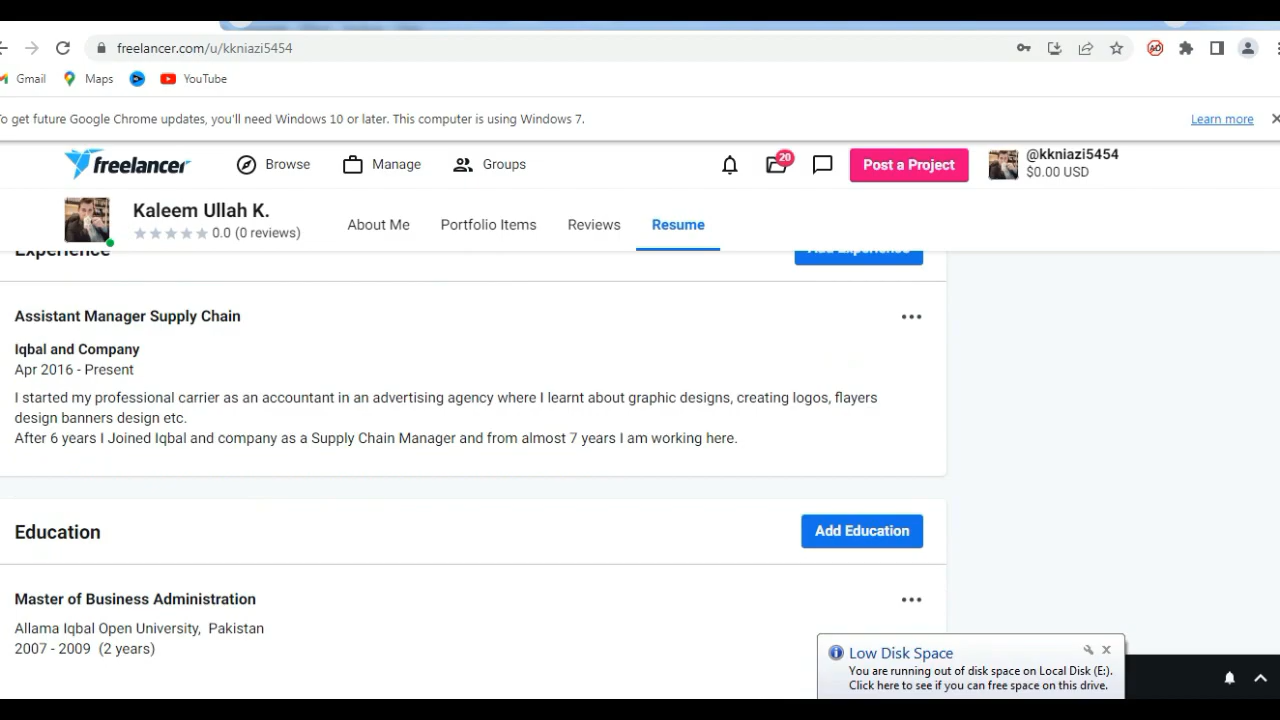 freelancer.com/u/kkniazi5454
Gmail Maps YouTube
To get future Google Chrome updates, you'll need Windows 10 or later. This computer is using Windows 7. Learn more
freelancer Browse Manage Groups 20 Post a Project @kkniazi5454
$0.00 USD
Kaleem Ullah K. About Me Portfolio Items Reviews Resume
0.0 (0 reviews)
Experience Add Experience
Assistant Manager Supply Chain
Iqbal and Company
Apr 2016 - Present
I started my professional carrier as an accountant in an advertising agency where I learnt about graphic designs, creating logos, flayers
design banners design etc.
After 6 years I Joined Iqbal and company as a Supply Chain Manager and from almost 7 years I am working here.
Education Add Education
Master of Business Administration
Allama Iqbal Open University, Pakistan
2007 - 2009 (2 years)
Low Disk Space
You are running out of disk space on Local Disk (E:).
Click here to see if you can free space on this drive.